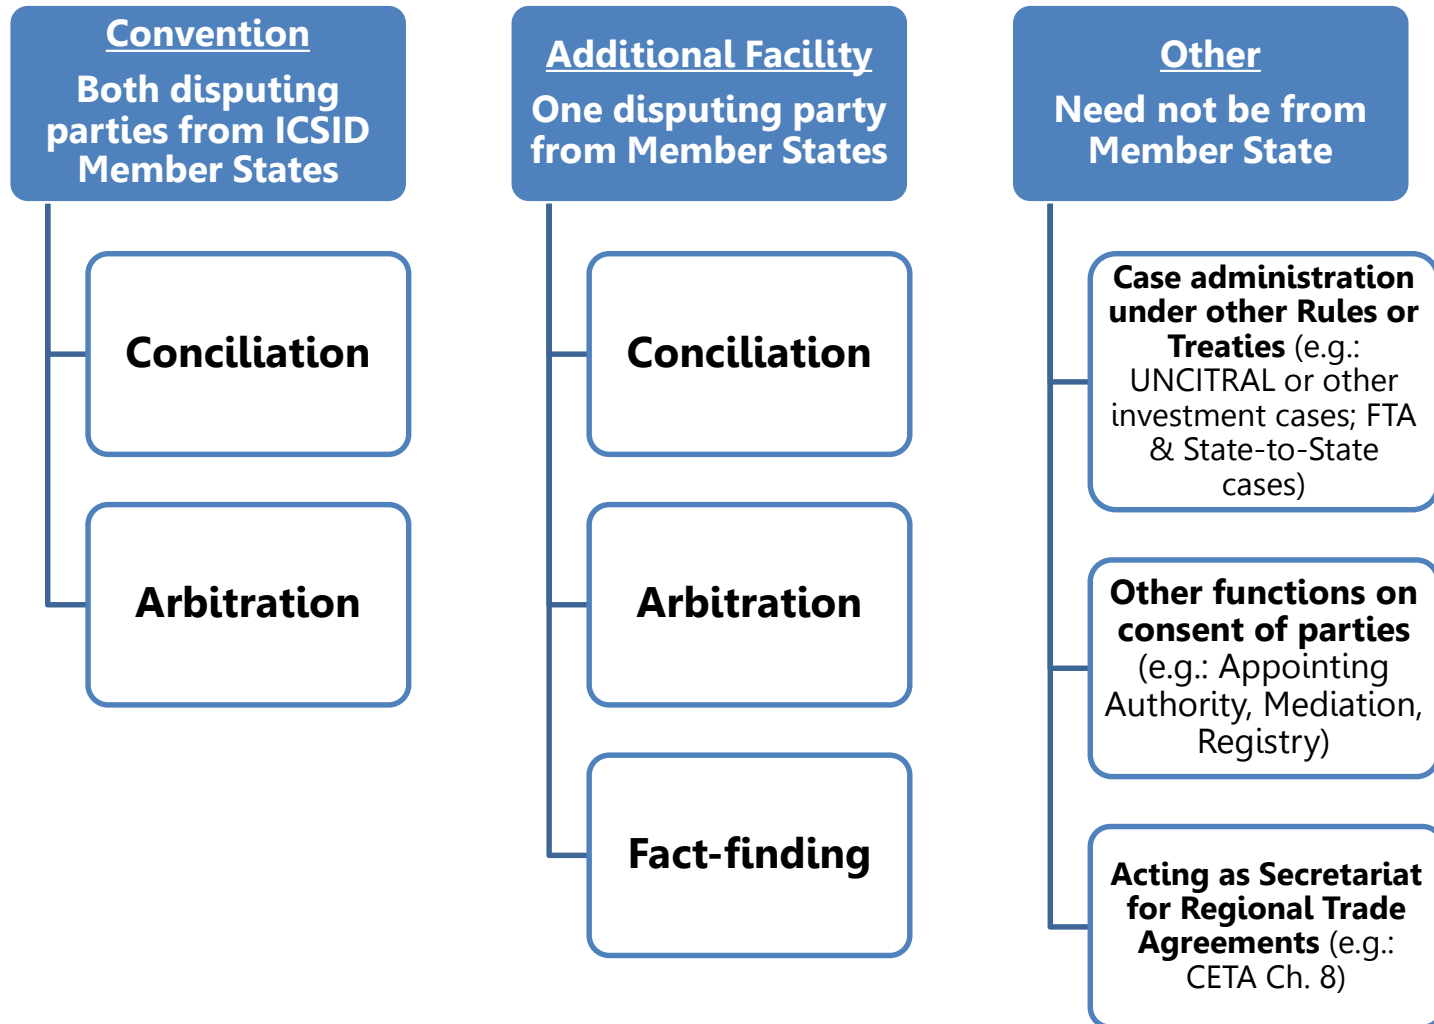 Convention
Both disputing
parties from ICSID
Member States
Conciliation
Arbitration
Additional Facility
One disputing party
from Member States
Conciliation
Arbitration
Fact-finding
Other
Need not be from
Member State
Case administration
under other Rules or
Treaties (e.g.:
UNCITRAL or other
investment cases; FTA
& State-to-State
cases)
Other functions on
consent of parties
(e.g.: Appointing
Authority, Mediation,
Registry)
Acting as Secretariat
for Regional Trade
Agreements (e.g.:
CETA Ch. 8)